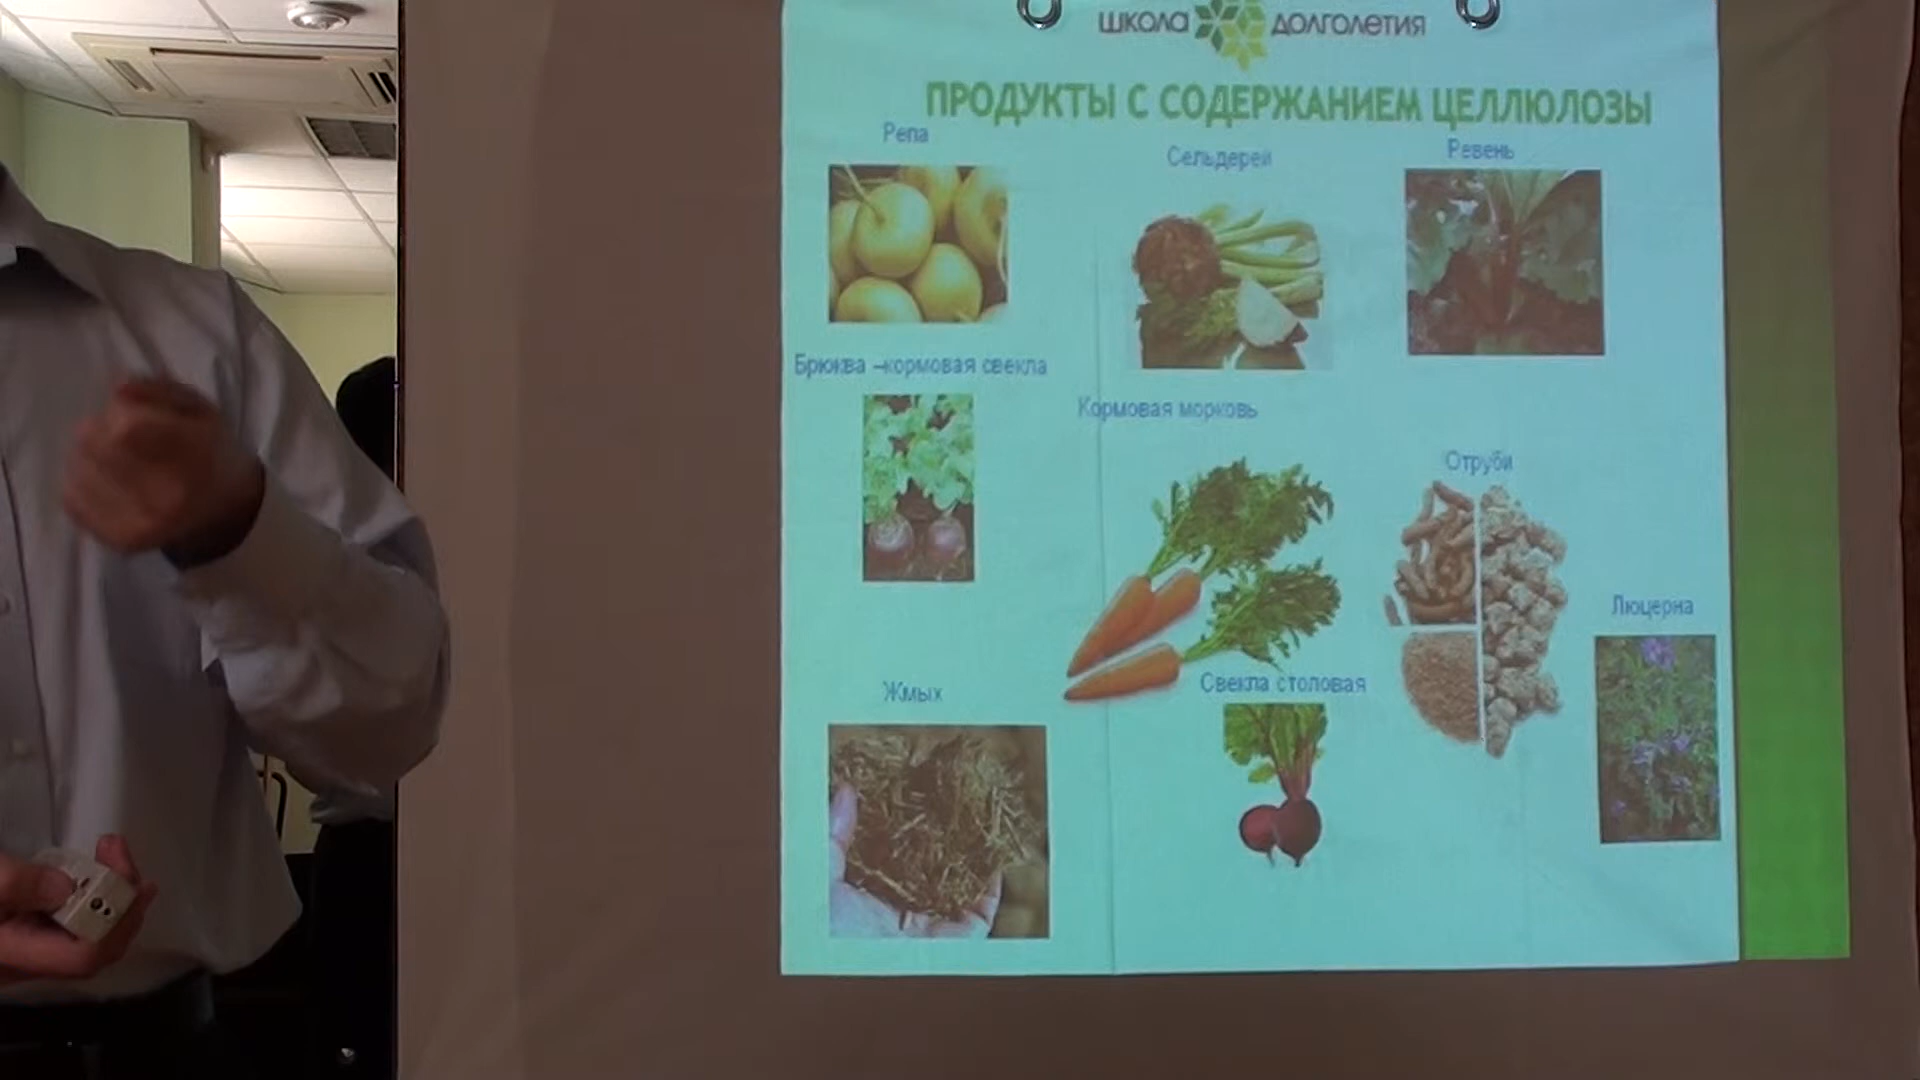 школа долголетия
ПРОДУКТЫ С СОДЕРЖАНИЕМ ЦЕЛЛЮЛОЗЫ
Репа
Сельдерей
Ревень
Брюква –кормовая свекла
Кормовая морковь
Отруби
Люцерна
Жмых
Свекла столовая